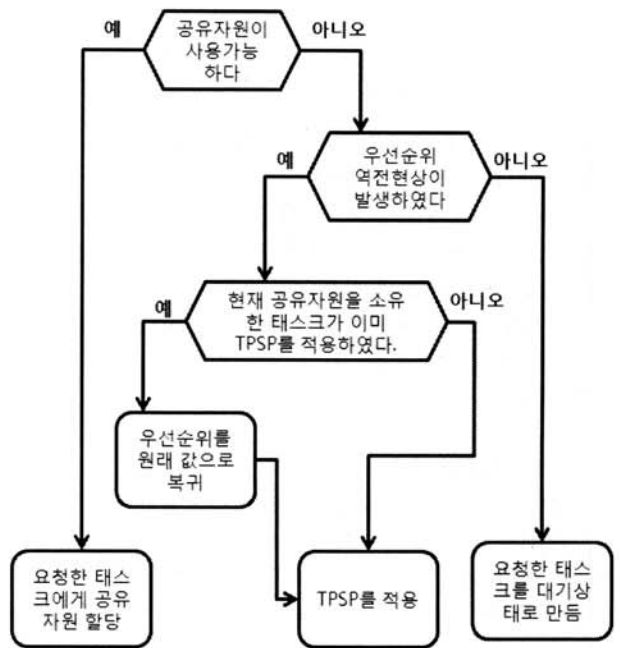 예
공유자원이
사용가능
하다
아니오
예
우선순위
역전현상이
발생하였다
아니오
예
현재 공유자원을 소유
한 태스크가 이미
TPSP를 적용하였다.
아니오
우선순위를
원래 값으로
복귀
요청한 태스
크에게 공유
자원 할당
TPSP를 적용
요청한 태스
크를 대기상
태로 만듬